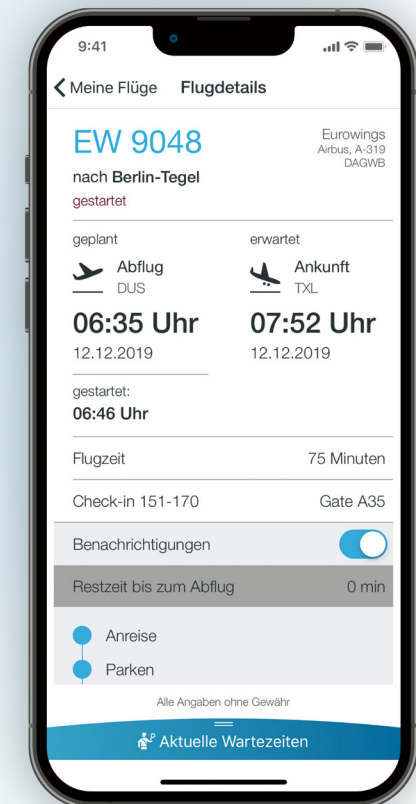 9:41
Meine Flüge Flugdetails
EW 9048
Eurowings
Airbus, A-319
DAGWB
nach Berlin-Tegel
gestartet
geplant
erwartet
Abflug
DUS
Ankunft
TXL
06:35 Uhr
07:52 Uhr
12.12.2019
12.12.2019
gestartet:
06:46 Uhr
Flugzeit 75 Minuten
Check-in 151-170 Gate A35
Benachrichtigungen
Restzeit bis zum Abflug 0 min
Anreise
Parken
Alle Angaben ohne Gewähr
Aktuelle Wartezeiten